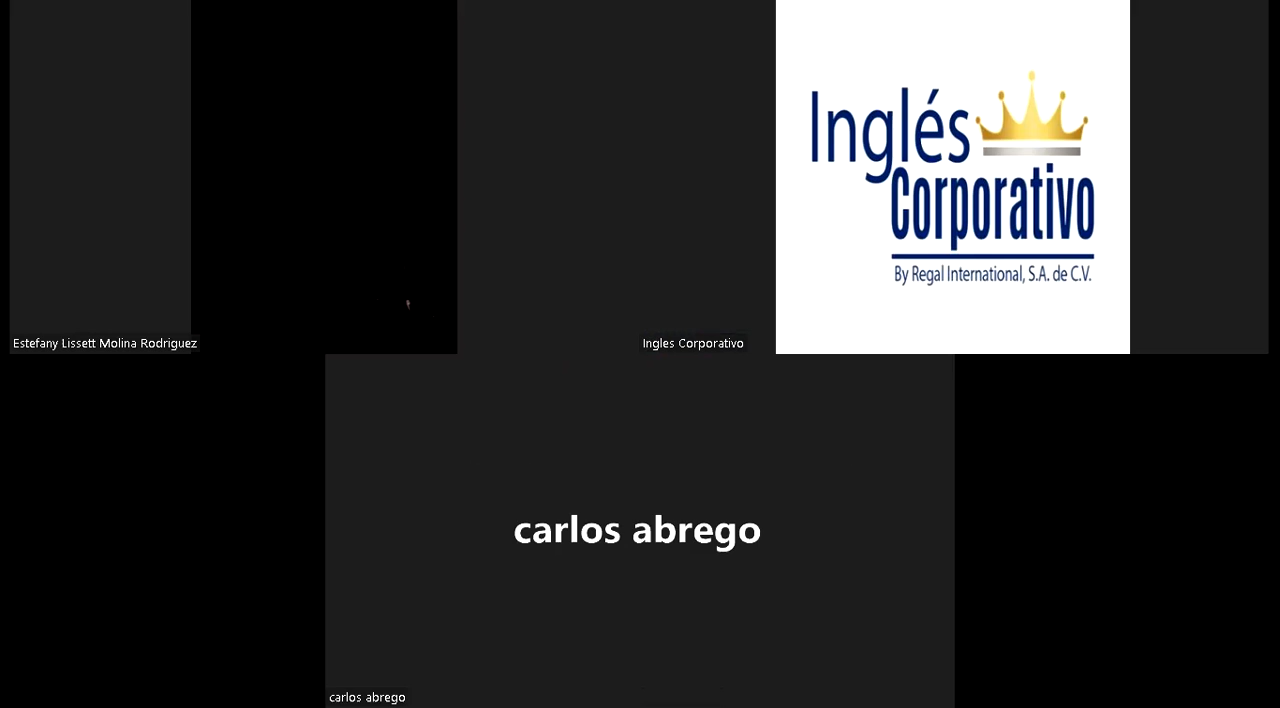 Inglés
Corporativo
By Regal International, S.A. de C.V.
Estefany Lissett Molina Rodriguez
Ingles Corporativo
carlos abrego
carlos abrego